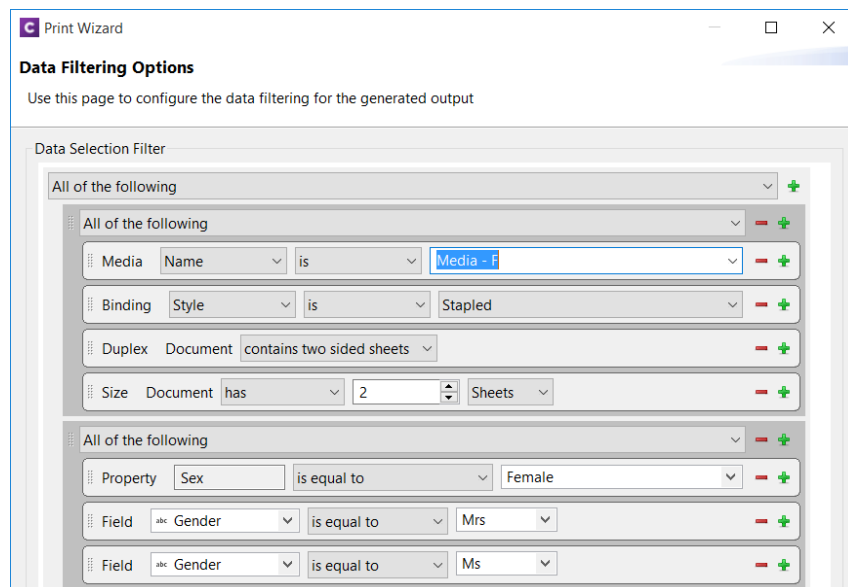 C Print Wizard
Data Filtering Options
Use this page to configure the data filtering for the generated output
Data Selection Filter
All of the following
All of the following
Media Name is Media - F
Binding Style is Stapled
Duplex Document contains two sided sheets
Size Document has 2 Sheets
All of the following
Property Sex is equal to Female
Field abc Gender is equal to Mrs
Field abc Gender is equal to Ms